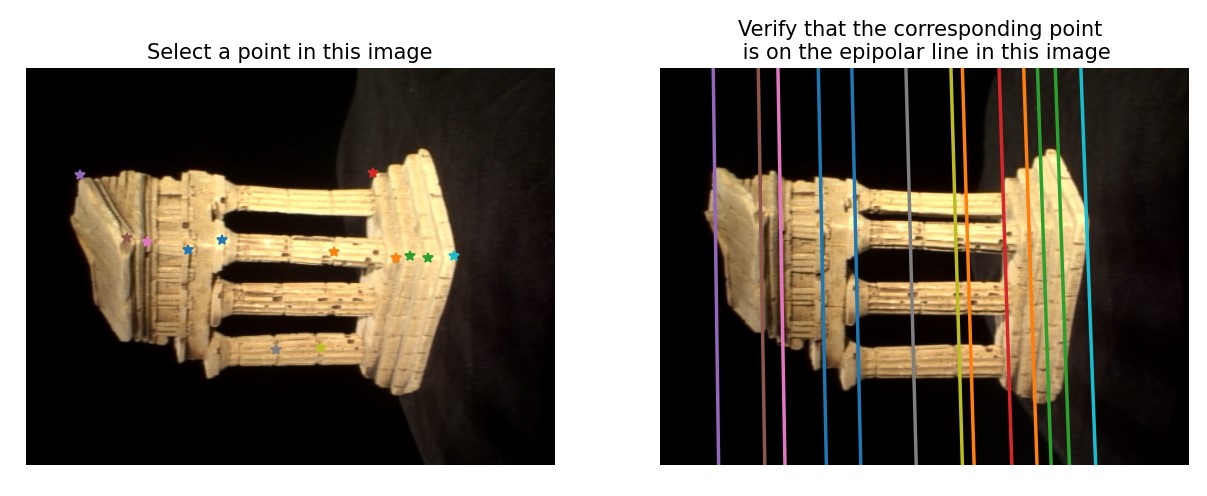 Select a point in this image
Verify that the corresponding point
is on the epipolar line in this image